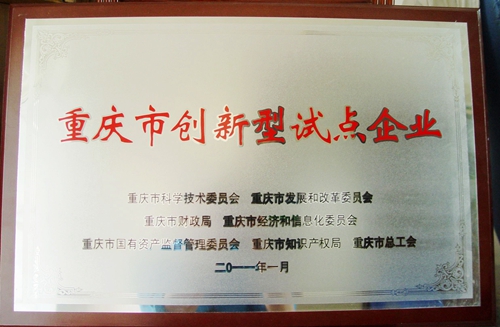 重庆市创新型试点企业
重庆市科学技术委员会 重庆市发展和改革委员会
重庆市财政局 重庆市经济和信息化委员会
重庆市国有资产监督管理委员会 重庆市知识产权局 重庆市总工会
二〇一一年一月